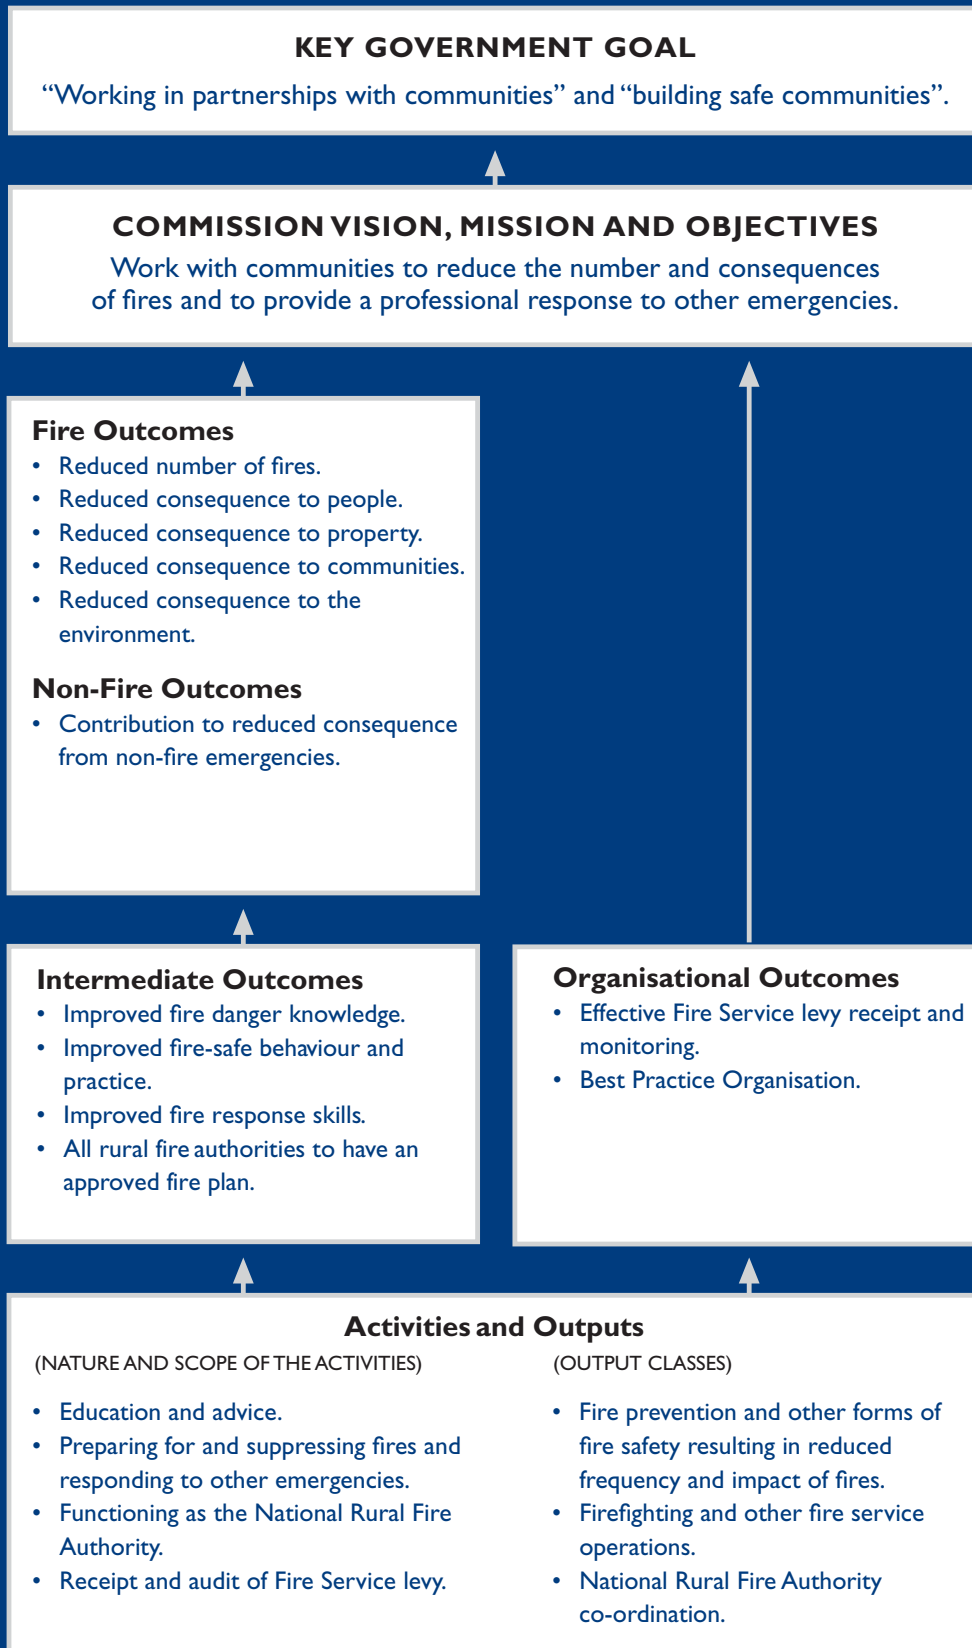 KEY GOVERNMENT GOAL
“Working in partnerships with communities” and “building safe communities”.
COMMISSION VISION, MISSION AND OBJECTIVES
Work with communities to reduce the number and consequences
of fires and to provide a professional response to other emergencies.
Fire Outcomes
• Reduced number of fires.
• Reduced consequence to people.
• Reduced consequence to property.
• Reduced consequence to communities.
• Reduced consequence to the
environment.
Non-Fire Outcomes
• Contribution to reduced consequence
from non-fire emergencies.
Intermediate Outcomes
• Improved fire danger knowledge.
• Improved fire-safe behaviour and
practice.
• Improved fire response skills.
• All rural fire authorities to have an
approved fire plan.
Organisational Outcomes
• Effective Fire Service levy receipt and
monitoring.
• Best Practice Organisation.
Activities and Outputs
(NATURE AND SCOPE OF THE ACTIVITIES)
• Education and advice.
• Preparing for and suppressing fires and
responding to other emergencies.
• Functioning as the National Rural Fire
Authority.
• Receipt and audit of Fire Service levy.
(OUTPUT CLASSES)
• Fire prevention and other forms of
fire safety resulting in reduced
frequency and impact of fires.
• Firefighting and other fire service
operations.
• National Rural Fire Authority
co-ordination.